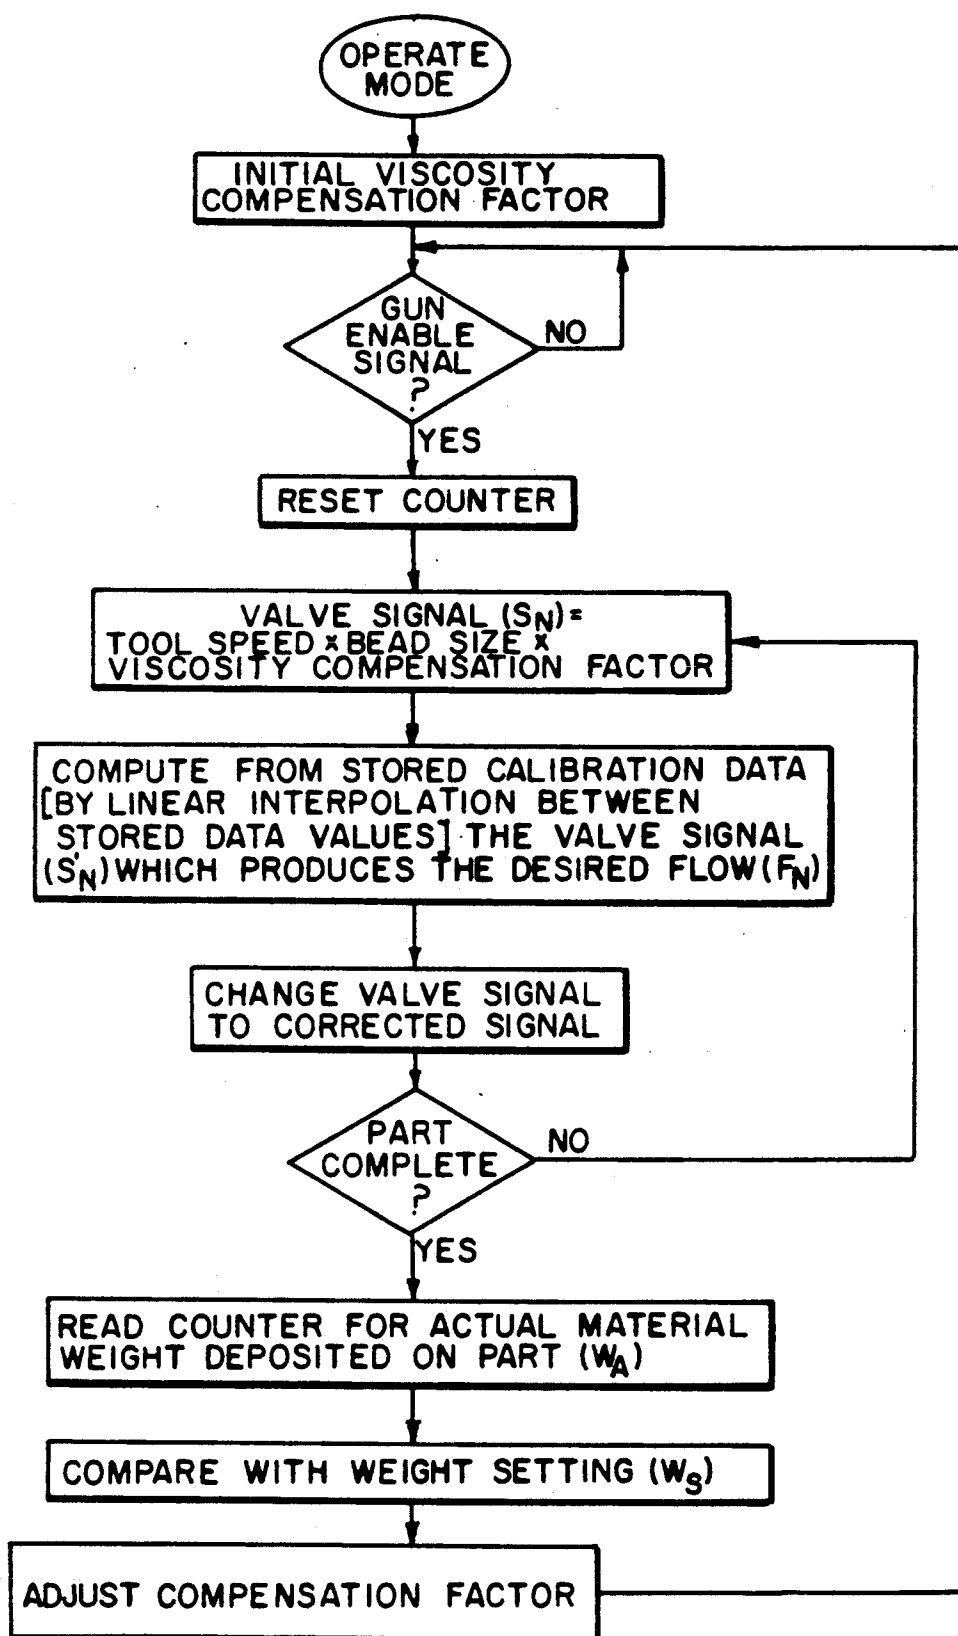 OPERATE
MODE
INITIAL VISCOSITY
COMPENSATION FACTOR
GUN
ENABLE
SIGNAL
?
NO
YES
RESET COUNTER
VALVE SIGNAL (SN)=
TOOL SPEED x BEAD SIZE x
VISCOSITY COMPENSATION FACTOR
COMPUTE FROM STORED CALIBRATION DATA
[BY LINEAR INTERPOLATION BETWEEN
STORED DATA VALUES] THE VALVE SIGNAL
(S'N) WHICH PRODUCES THE DESIRED FLOW (FN)
CHANGE VALVE SIGNAL
TO CORRECTED SIGNAL
PART
COMPLETE
?
NO
YES
READ COUNTER FOR ACTUAL MATERIAL
WEIGHT DEPOSITED ON PART (WA)
COMPARE WITH WEIGHT SETTING (WS)
ADJUST COMPENSATION FACTOR